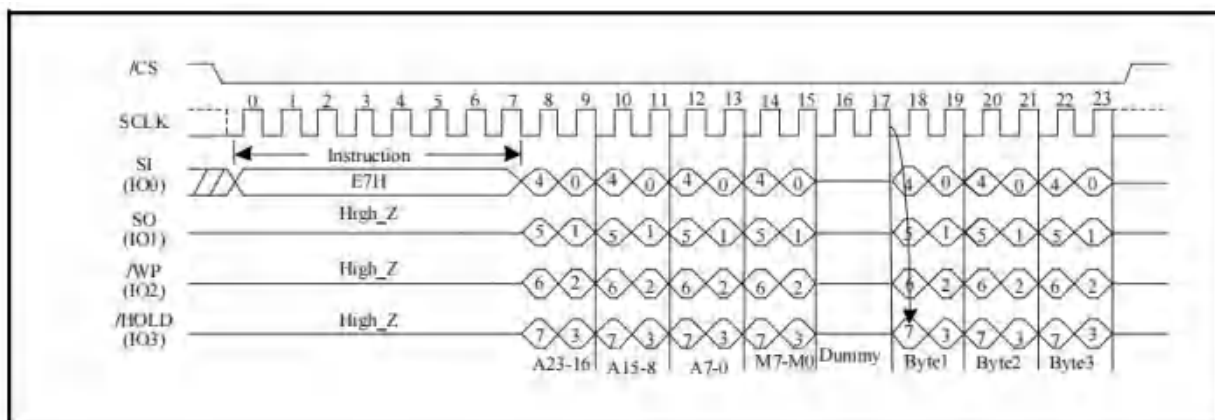 /CS
0 1 2 3 4 5 6 7 8 9 10 11 12 13 14 15 16 17 18 19 20 21 22 23
SCLK
Instruction
SI
(IO0)
E7H
4 0 4 0 4 0 4 0 4 0 4 0 4 0
SO
(IO1)
High_Z
5 1 5 1 5 1 5 1 5 1 5 1 5 1
/WP
(IO2)
High_Z
6 2 6 2 6 2 6 2 6 2 6 2 6 2
/HOLD
(IO3)
High_Z
7 3 7 3 7 3 7 3 7 3 7 3 7 3
A23-16 A15-8 A7-0 M7-M0 Dummy Byte1 Byte2 Byte3